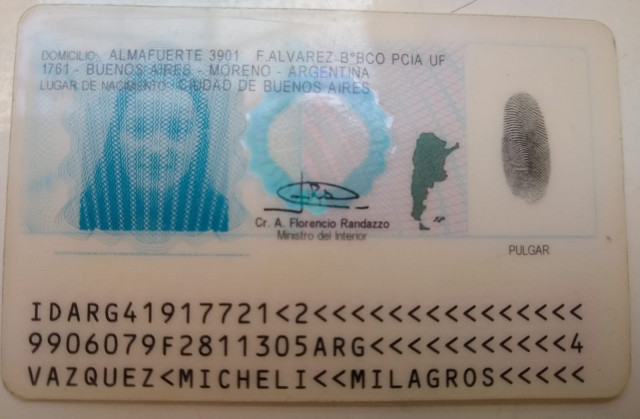 DOMICILIO: ALMAFUERTE 3901 F.ALVAREZ B°BCO PCIA UF
1761 - BUENOS AIRES - MORENO - ARGENTINA
LUGAR DE NACIMIENTO: CIUDAD DE BUENOS AIRES
Cr. A. Florencio Randazzo
Ministro del Interior
PULGAR
IDARG41917721<2<<<<<<<<<<<<<<<
9906079F2811305ARG<<<<<<<<<<<4
VAZQUEZ<MICHELI<<MILAGROS<<<<<